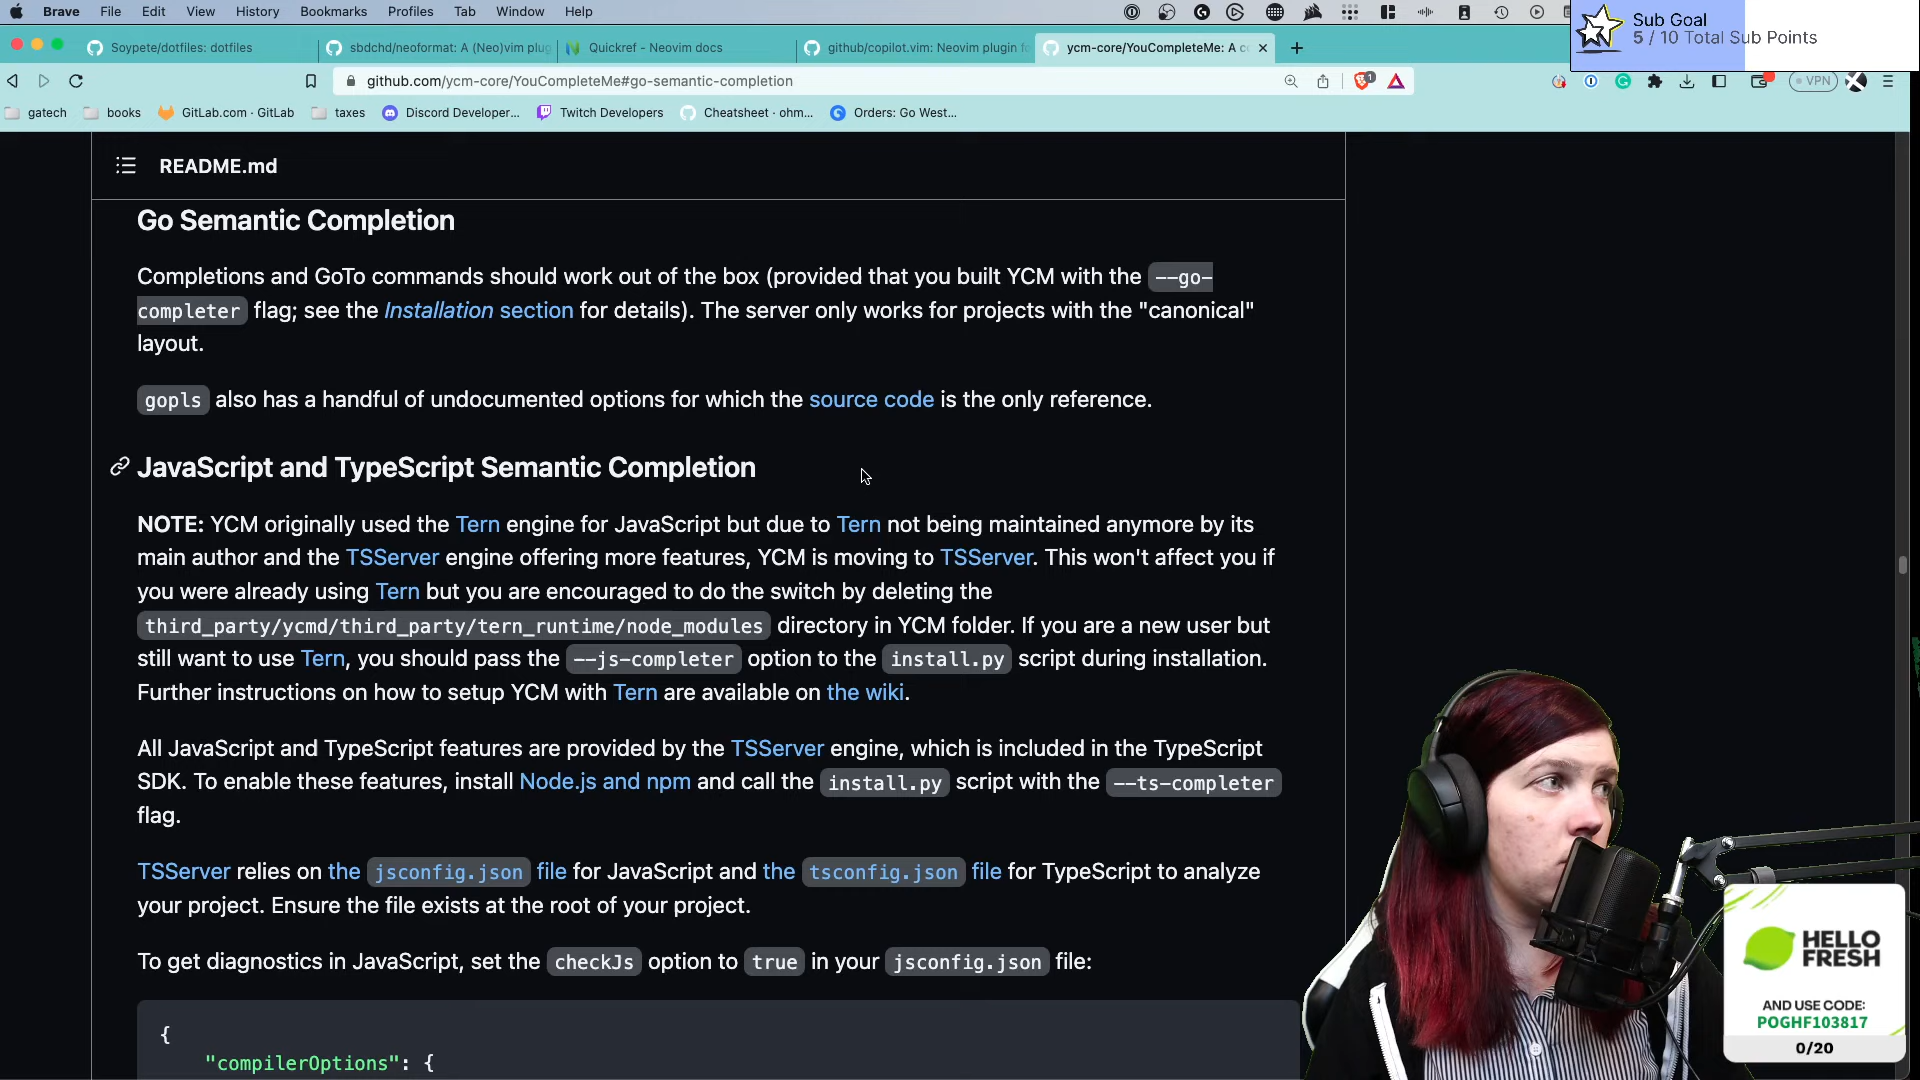 Brave File Edit View History Bookmarks Profiles Tab Window Help
Sub Goal
5 / 10 Total Sub Points
Soypete/dotfiles: dotfiles
sbdchd/neoformat: A (Neo)vim plug
Quickref - Neovim docs
github/copilot.vim: Neovim plugin fo
ycm-core/YouCompleteMe: A co
github.com/ycm-core/YouCompleteMe#go-semantic-completion
VPN
gatech books GitLab.com · GitLab taxes Discord Developer... Twitch Developers Cheatsheet · ohm... Orders: Go West...
README.md
Go Semantic Completion
Completions and GoTo commands should work out of the box (provided that you built YCM with the --go-
completer flag; see the Installation section for details). The server only works for projects with the "canonical"
layout.
gopls also has a handful of undocumented options for which the source code is the only reference.
JavaScript and TypeScript Semantic Completion
NOTE: YCM originally used the Tern engine for JavaScript but due to Tern not being maintained anymore by its
main author and the TSServer engine offering more features, YCM is moving to TSServer. This won't affect you if
you were already using Tern but you are encouraged to do the switch by deleting the
third_party/ycmd/third_party/tern_runtime/node_modules directory in YCM folder. If you are a new user but
still want to use Tern, you should pass the --js-completer option to the install.py script during installation.
Further instructions on how to setup YCM with Tern are available on the wiki.
All JavaScript and TypeScript features are provided by the TSServer engine, which is included in the TypeScript
SDK. To enable these features, install Node.js and npm and call the install.py script with the --ts-completer
flag.
TSServer relies on the jsconfig.json file for JavaScript and the tsconfig.json file for TypeScript to analyze
your project. Ensure the file exists at the root of your project.
To get diagnostics in JavaScript, set the checkJs option to true in your jsconfig.json file:
{
"compilerOptions": {
HELLO
FRESH
AND USE CODE:
POGHF103817
0/20